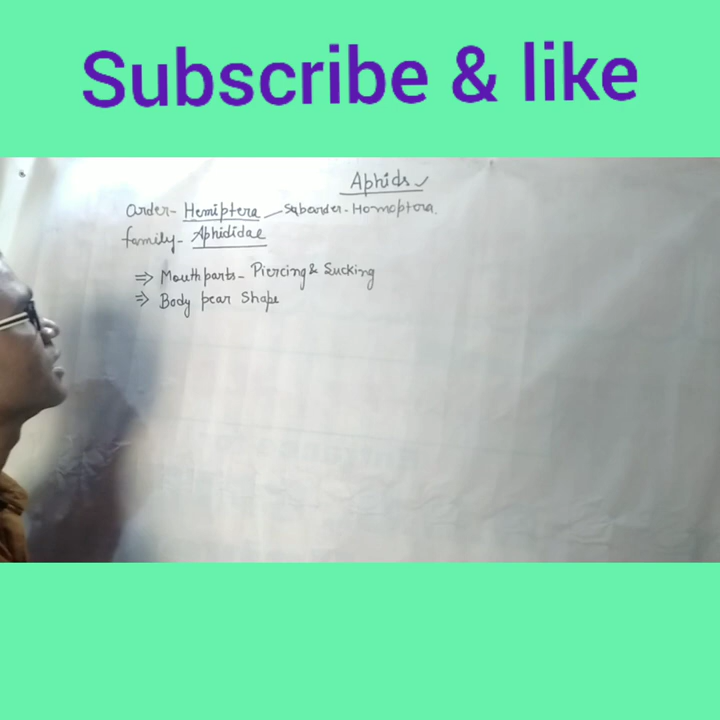 Subscribe & like
Aphids
Order- Hemiptera - Suborder - Homoptera.
family- Aphididae
⇒ Mouthparts- Piercing & Sucking
⇒ Body pear Shape